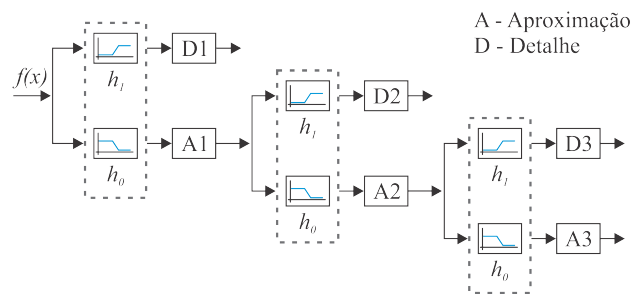 A - Aproximação
D - Detalhe
f(x)
h1
D1
h0
A1
h1
D2
h0
A2
h1
D3
h0
A3